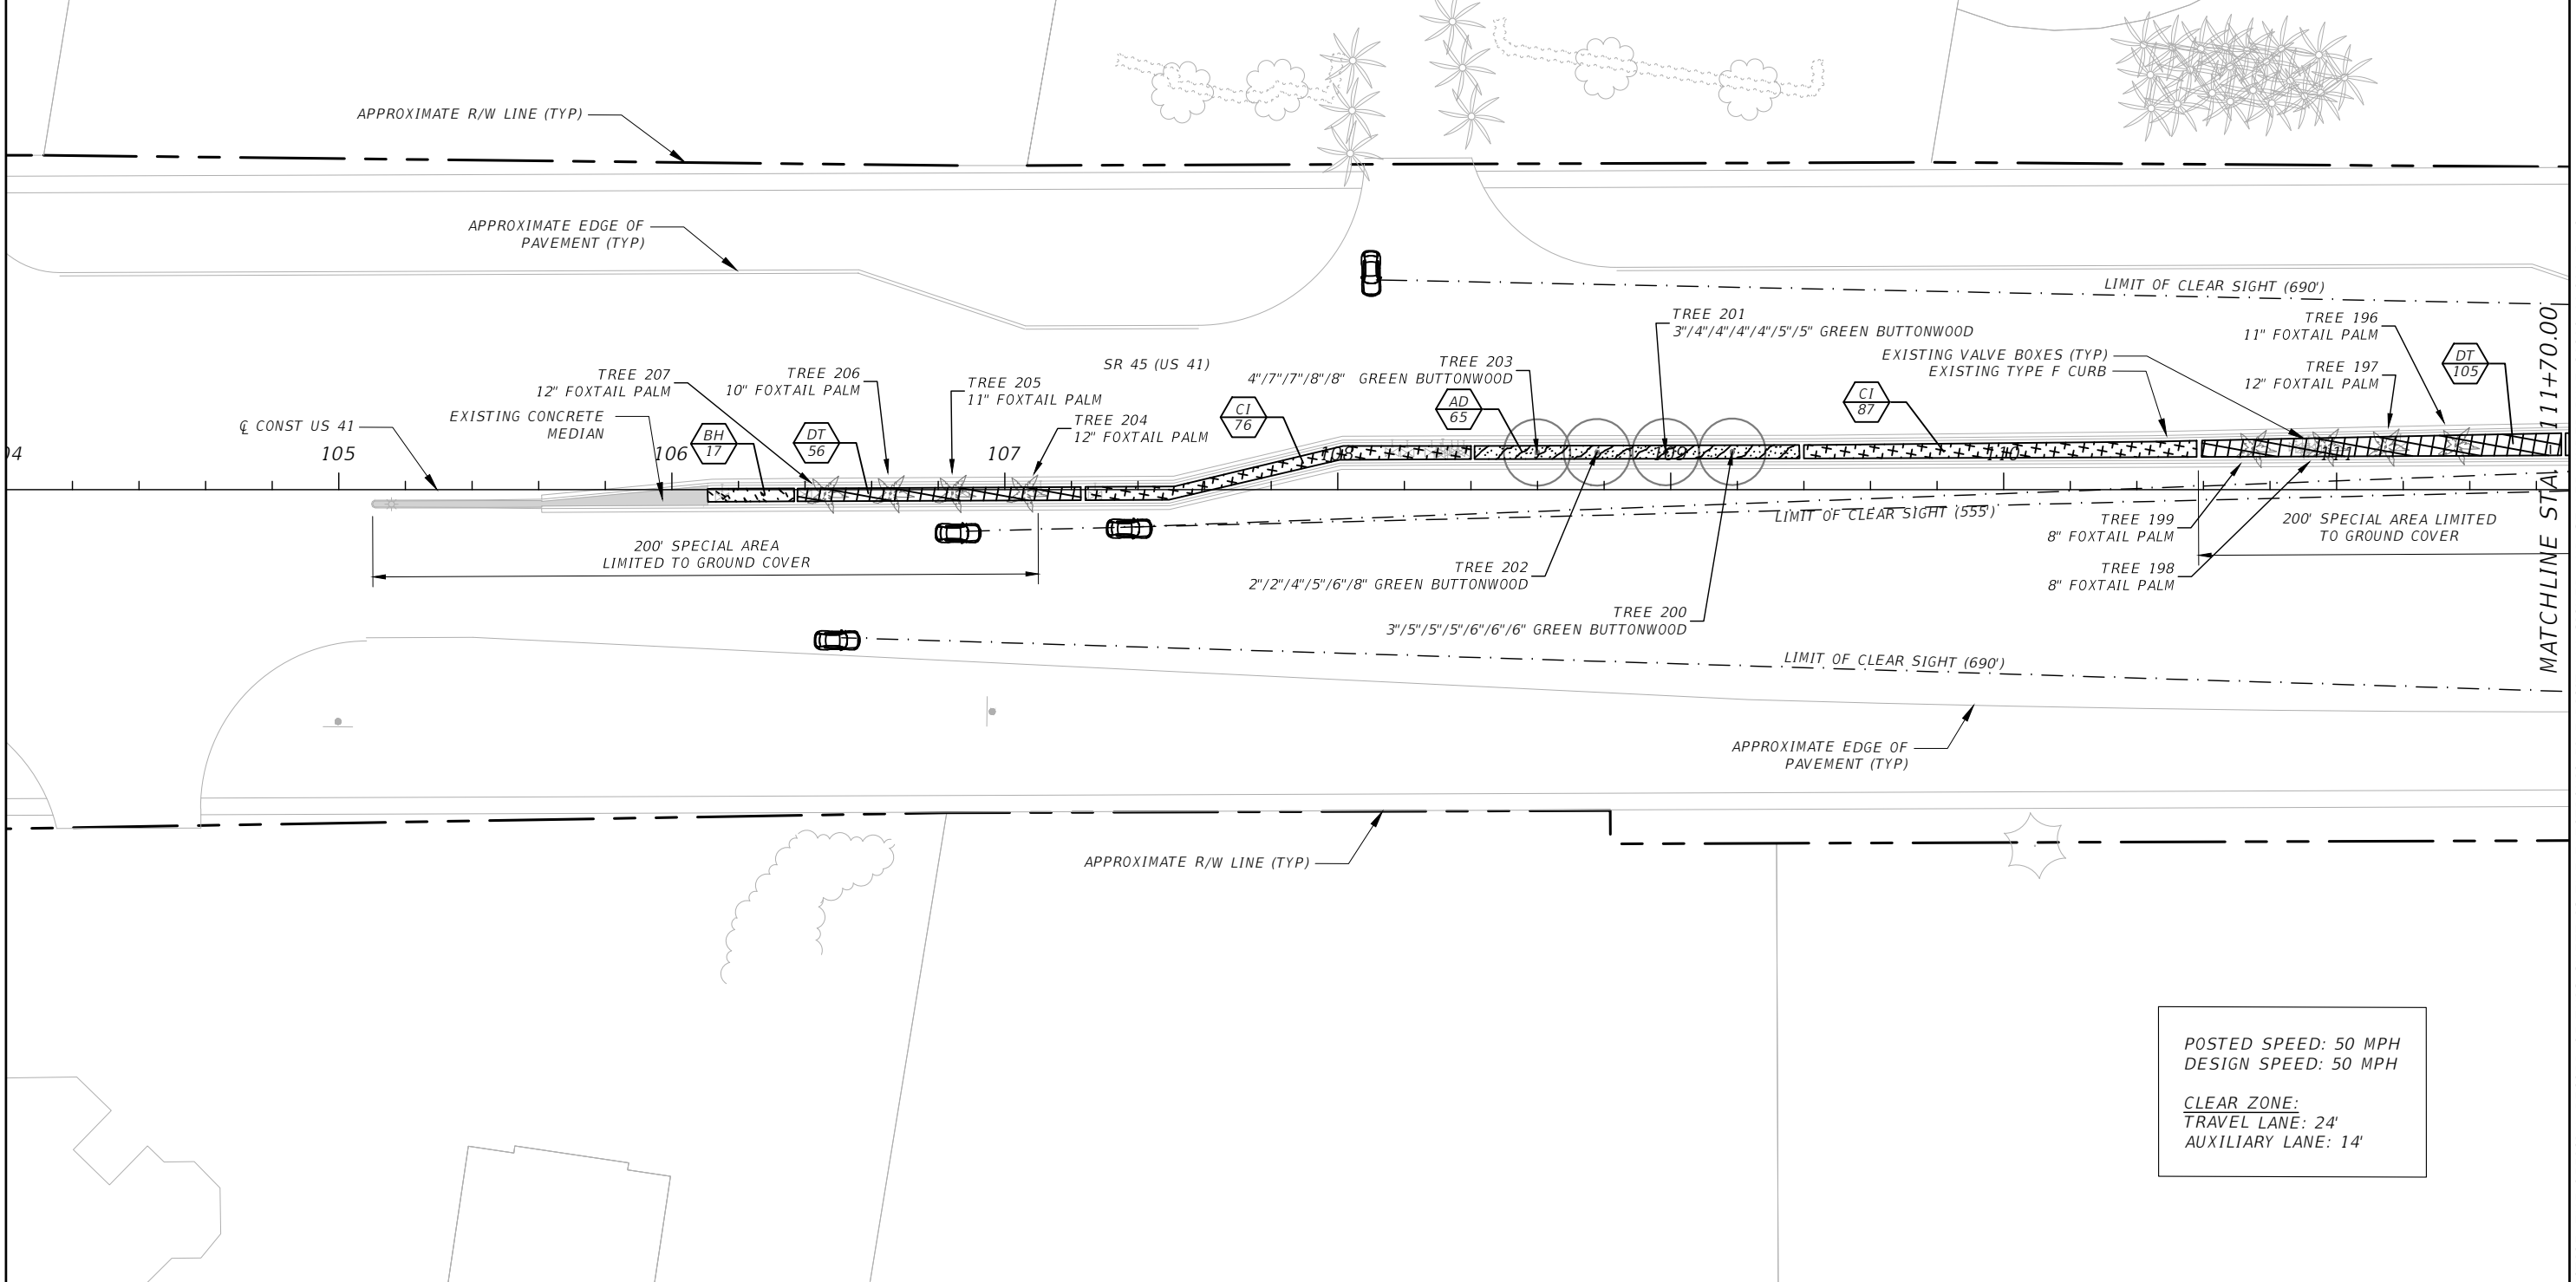 APPROXIMATE R/W LINE (TYP)
APPROXIMATE EDGE OF
PAVEMENT (TYP)
LIMIT OF CLEAR SIGHT (690')
TREE 201
3"/4"/4"/4"/4"/5"/5" GREEN BUTTONWOOD
TREE 196
11" FOXTAIL PALM
EXISTING VALVE BOXES (TYP)
EXISTING TYPE F CURB
TREE 197
12" FOXTAIL PALM
DT
105
SR 45 (US 41)
TREE 203
4"/7"/7"/8"/8" GREEN BUTTONWOOD
TREE 207
12" FOXTAIL PALM
TREE 206
10" FOXTAIL PALM
TREE 205
11" FOXTAIL PALM
TREE 204
12" FOXTAIL PALM
CI
76
AD
65
CI
87
EXISTING CONCRETE
MEDIAN
℄ CONST US 41
BH
17
DT
56
04
105
106
107
108
109
110
111
LIMIT OF CLEAR SIGHT (555')
TREE 199
8" FOXTAIL PALM
TREE 198
8" FOXTAIL PALM
200' SPECIAL AREA LIMITED
TO GROUND COVER
MATCHLINE STA. 111+70.00
200' SPECIAL AREA
LIMITED TO GROUND COVER
TREE 202
2"/2"/4"/5"/6"/8" GREEN BUTTONWOOD
TREE 200
3"/5"/5"/5"/6"/6"/6" GREEN BUTTONWOOD
LIMIT OF CLEAR SIGHT (690')
APPROXIMATE EDGE OF
PAVEMENT (TYP)
APPROXIMATE R/W LINE (TYP)
POSTED SPEED: 50 MPH
DESIGN SPEED: 50 MPH
CLEAR ZONE:
TRAVEL LANE: 24'
AUXILIARY LANE: 14'